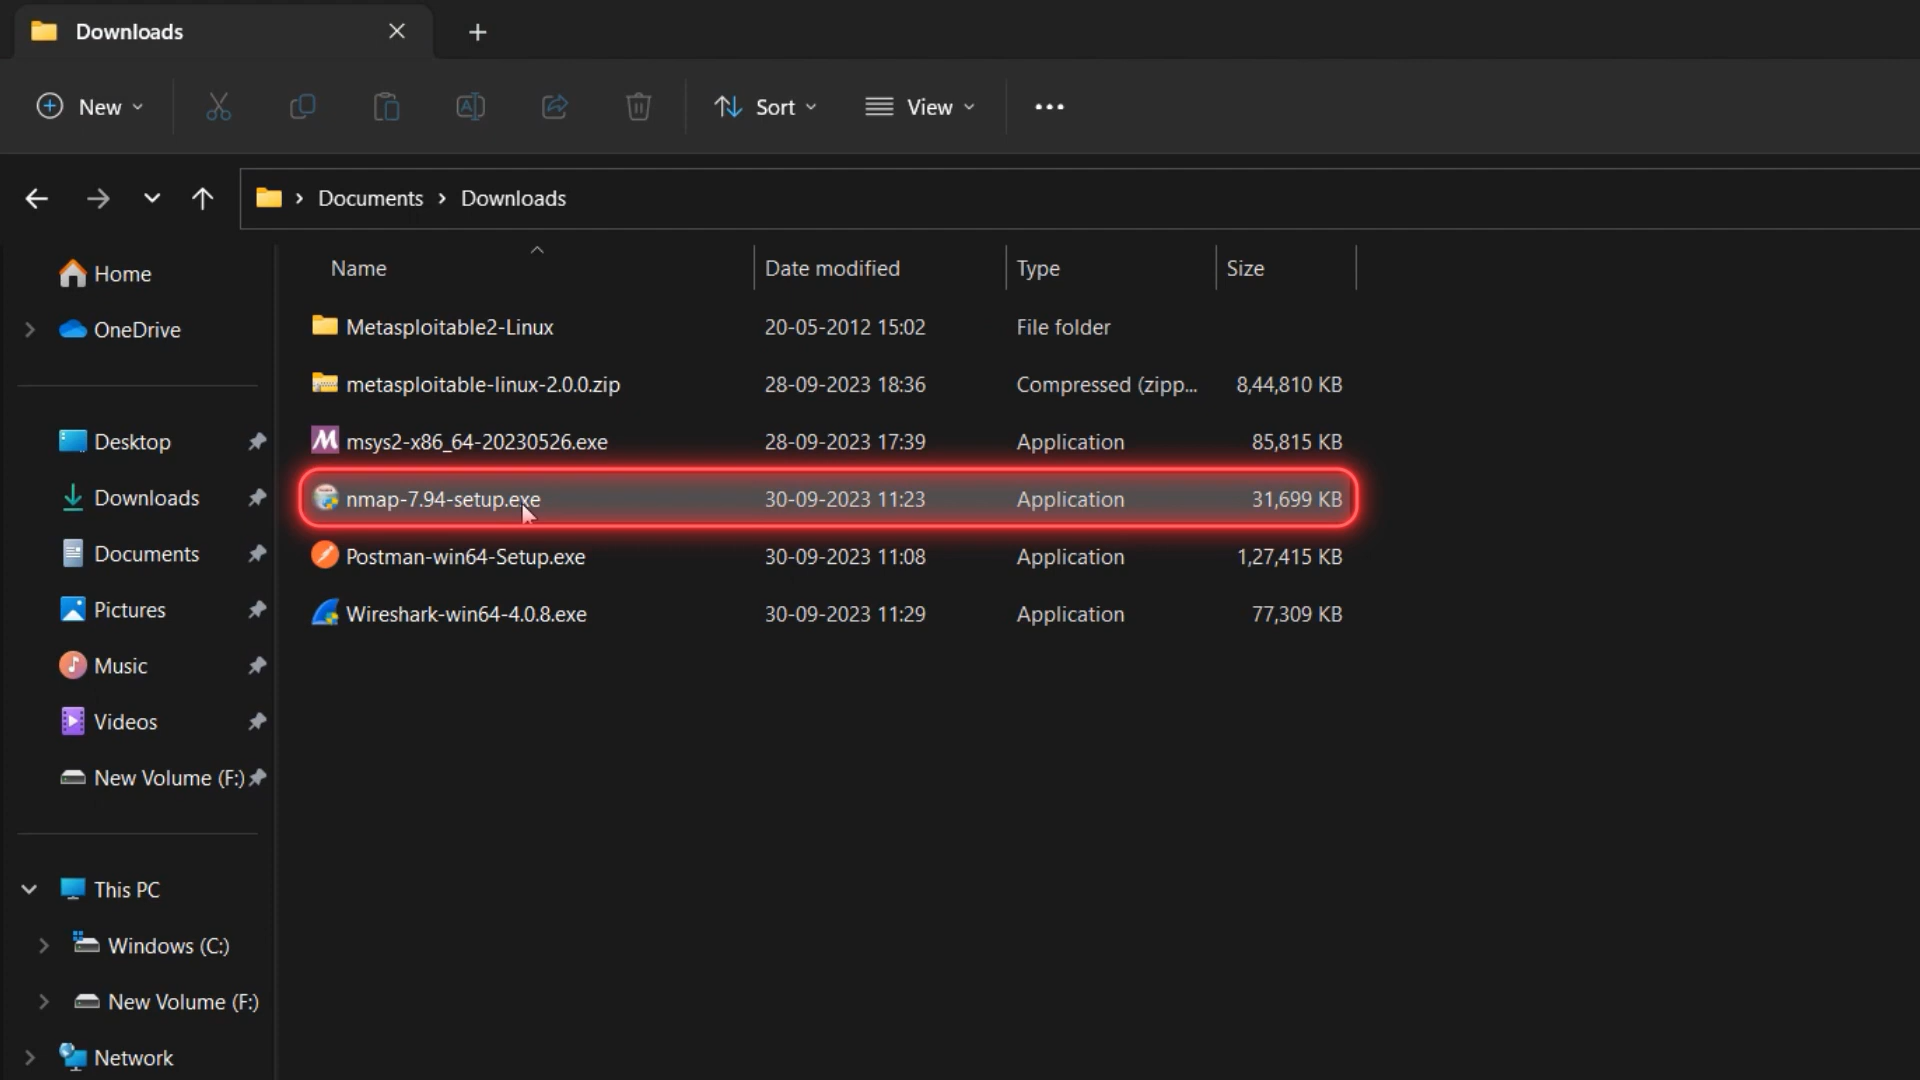 Downloads
New
Sort
View
Documents > Downloads
Home
OneDrive
Desktop
Downloads
Documents
Pictures
Music
Videos
New Volume (F:)
This PC
Windows (C:)
New Volume (F:)
Network
Name Date modified Type Size
Metasploitable2-Linux 20-05-2012 15:02 File folder
metasploitable-linux-2.0.0.zip 28-09-2023 18:36 Compressed (zipp... 8,44,810 KB
msys2-x86_64-20230526.exe 28-09-2023 17:39 Application 85,815 KB
nmap-7.94-setup.exe 30-09-2023 11:23 Application 31,699 KB
Postman-win64-Setup.exe 30-09-2023 11:08 Application 1,27,415 KB
Wireshark-win64-4.0.8.exe 30-09-2023 11:29 Application 77,309 KB